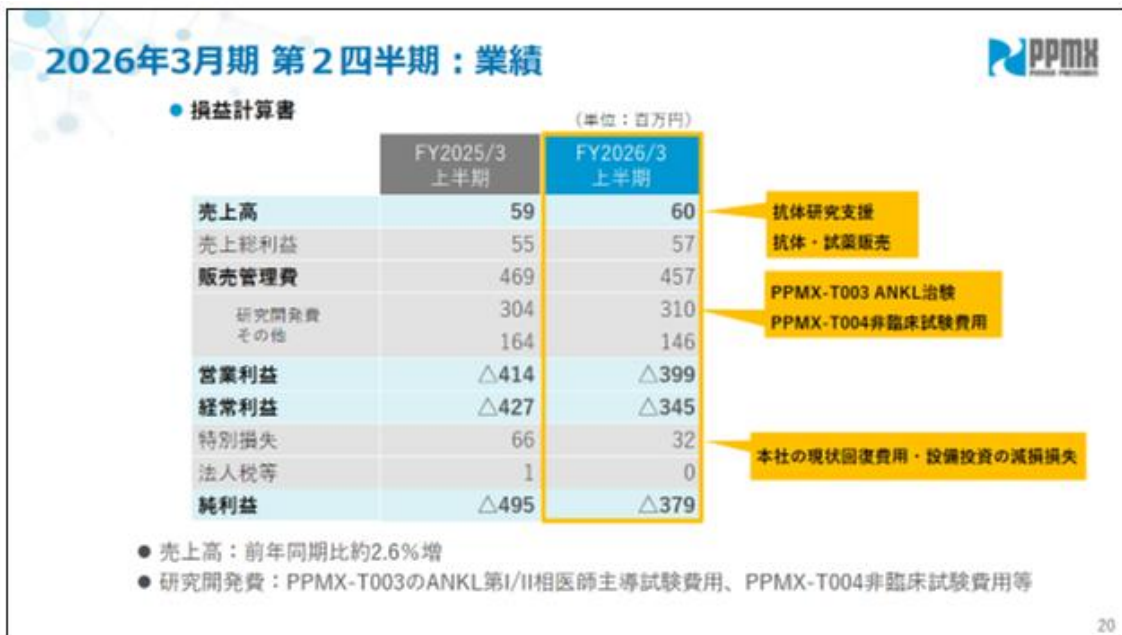 2026年3月期 第２四半期：業績
PPMX
● 損益計算書
（単位：百万円）
FY2025/3 上半期 FY2026/3 上半期
売上高 59 60
抗体研究支援
抗体・試薬販売
売上総利益 55 57
販売管理費 469 457
研究開発費 304 310
その他 164 146
PPMX-T003 ANKL治験
PPMX-T004非臨床試験費用
営業利益 △414 △399
経常利益 △427 △345
特別損失 66 32
本社の現状回復費用・設備投資の減損損失
法人税等 1 0
純利益 △495 △379
● 売上高：前年同期比約2.6%増
● 研究開発費：PPMX-T003のANKL第I/II相医師主導試験費用、PPMX-T004非臨床試験費用等
20